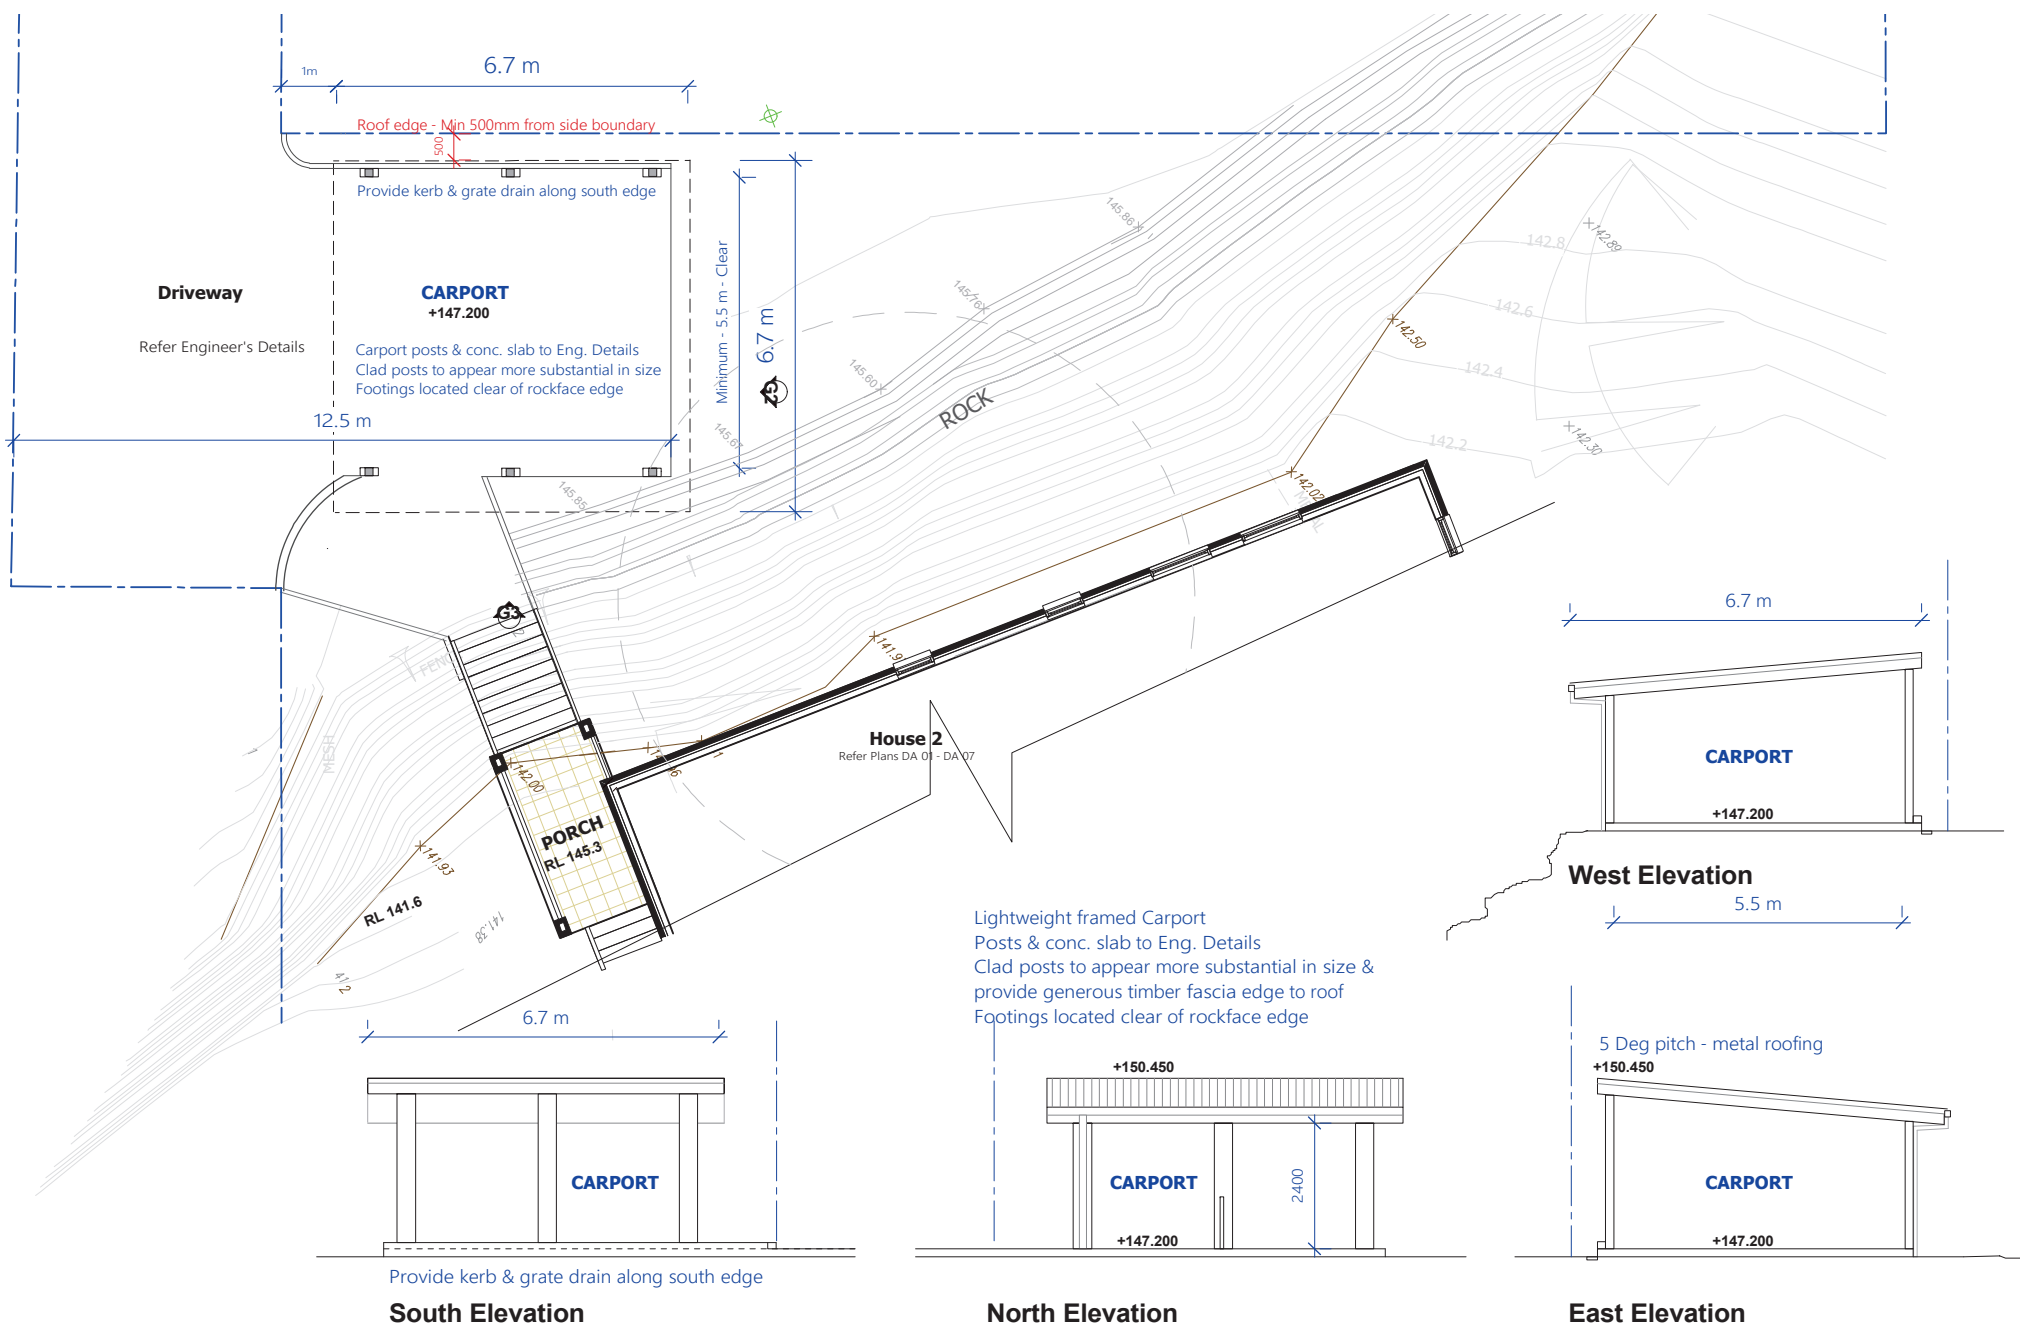 1m
6.7 m
Roof edge - Min 500mm from side boundary
500
Provide kerb & grate drain along south edge
Driveway
Refer Engineer's Details
CARPORT
+147.200
Carport posts & conc. slab to Eng. Details
Clad posts to appear more substantial in size
Footings located clear of rockface edge
12.5 m
Minimum - 5.5 m - Clear
6.7 m
G2
145.86
145.76
145.60
145.67
145.85
ROCK
142.8
142.89
142.6
142.50
142.4
142.2
142.30
142.02
G3
141.9
142.00
House 2
Refer Plans DA 01 - DA 07
MESH
PORCH
RL 145.3
141.93
RL 141.6
141.38
6.7 m
CARPORT
+147.200
West Elevation
5.5 m
Lightweight framed Carport
Posts & conc. slab to Eng. Details
Clad posts to appear more substantial in size &
provide generous timber fascia edge to roof
Footings located clear of rockface edge
6.7 m
CARPORT
Provide kerb & grate drain along south edge
South Elevation
+150.450
CARPORT
2400
+147.200
North Elevation
5 Deg pitch - metal roofing
+150.450
CARPORT
+147.200
East Elevation